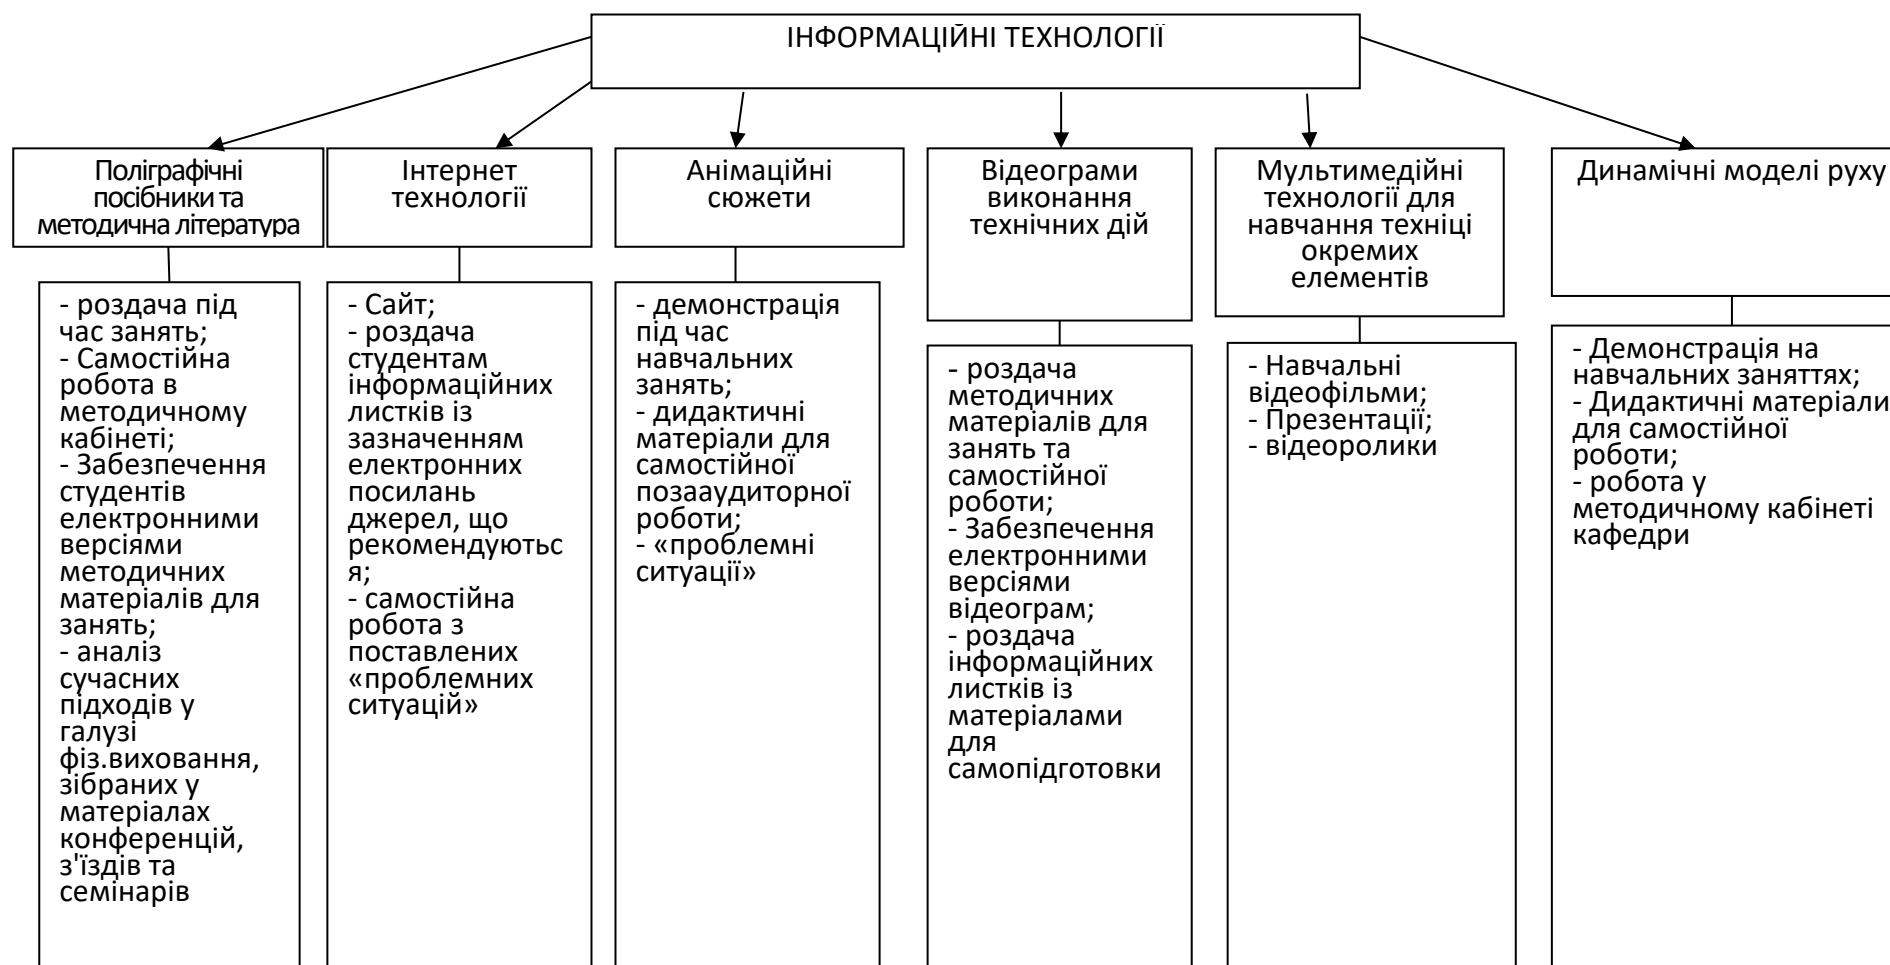 ІНФОРМАЦІЙНІ ТЕХНОЛОГІЇ
Поліграфічні
посібники та
методична література
Інтернет
технології
Анімаційні
сюжети
Відеограми
виконання
технічних дій
Мультимедійні
технології для
навчання техніці
окремих
елементів
Динамічні моделі руху
- роздача під
час занять;
- Самостійна
робота в
методичному
кабінеті;
- Забезпечення
студентів
електронними
версіями
методичних
матеріалів для
занять;
- аналіз
сучасних
підходів у
галузі
фіз.виховання,
зібраних у
матеріалах
конференцій,
з'їздів та
семінарів
- Сайт;
- роздача
студентам
інформаційних
листків із
зазначенням
електронних
посилань
джерел, що
рекомендуютьс
я;
- самостійна
робота з
поставлених
«проблемних
ситуацій»
- демонстрація
під час
навчальних
занять;
- дидактичні
матеріали для
самостійної
позааудиторної
роботи;
- «проблемні
ситуації»
- роздача
методичних
матеріалів для
занять та
самостійної
роботи;
- Забезпечення
електронними
версіями
відеограм;
- роздача
інформаційних
листків із
матеріалами
для
самопідготовки
- Навчальні
відеофільми;
- Презентації;
- відеоролики
- Демонстрація на
навчальних заняттях;
- Дидактичні матеріали
для самостійної
роботи;
- робота у
методичному кабінеті
кафедри